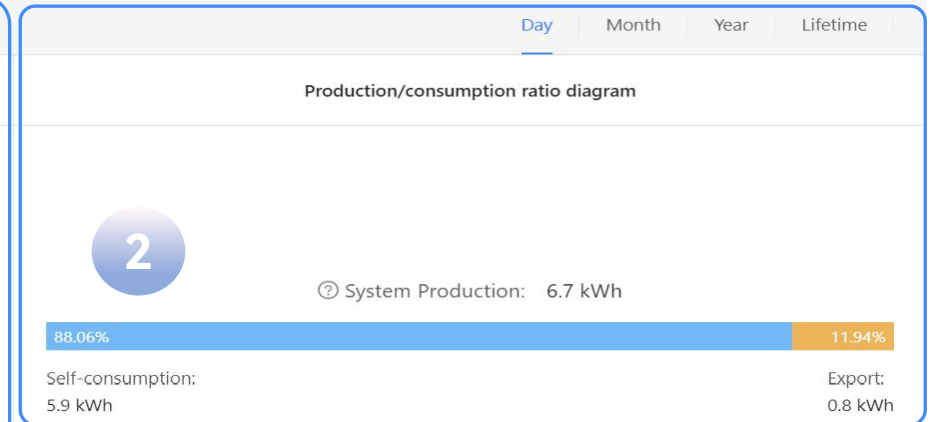 Day Month Year Lifetime
Production/consumption ratio diagram
2
? System Production: 6.7 kWh
88.06% 11.94%
Self-consumption: Export:
5.9 kWh 0.8 kWh